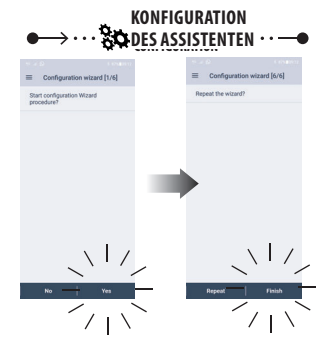 KONFIGURATION
DES ASSISTENTEN
Configuration wizard [1/6]
Start configuration Wizard
procedure?
No
Yes
Configuration wizard [6/6]
Repeat the wizard?
Repeat
Finish